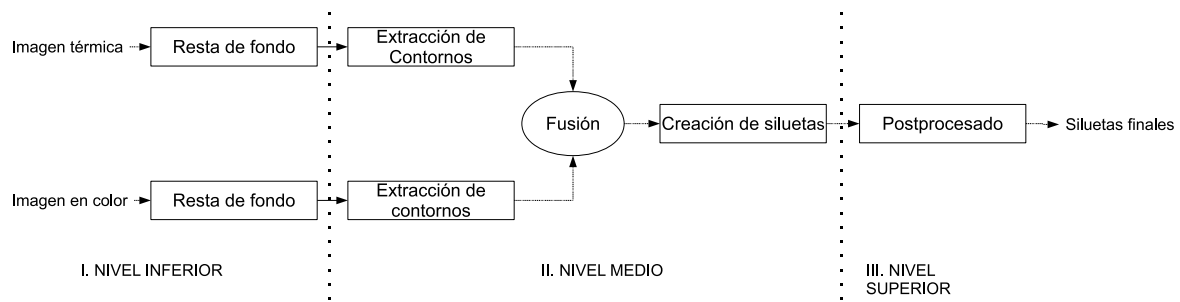 Imagen térmica
Resta de fondo
Extracción de
Contornos
Fusión
Creación de siluetas
Postprocesado
Siluetas finales
Imagen en color
Resta de fondo
Extracción de
contornos
I. NIVEL INFERIOR
II. NIVEL MEDIO
III. NIVEL
SUPERIOR